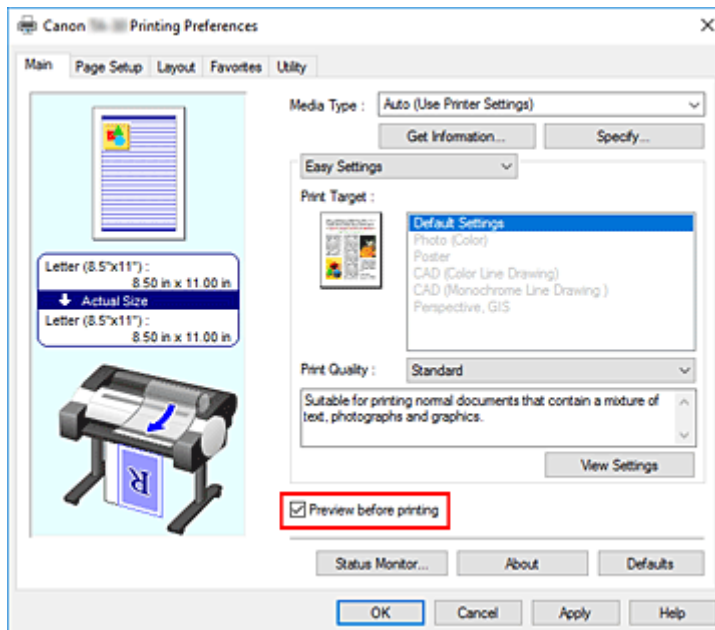 Canon Printing Preferences
Main Page Setup Layout Favorites Utility
Media Type : Auto (Use Printer Settings)
Get Information... Specify...
Easy Settings
Print Target :
Default Settings
Photo (Color)
Poster
CAD (Color Line Drawing)
CAD (Monochrome Line Drawing )
Perspective, GIS
Letter (8.5"x11") :
8.50 in x 11.00 in
Actual Size
Letter (8.5"x11") :
8.50 in x 11.00 in
R
Print Quality : Standard
Suitable for printing normal documents that contain a mixture of
text, photographs and graphics.
View Settings
Preview before printing
Status Monitor... About Defaults
OK Cancel Apply Help